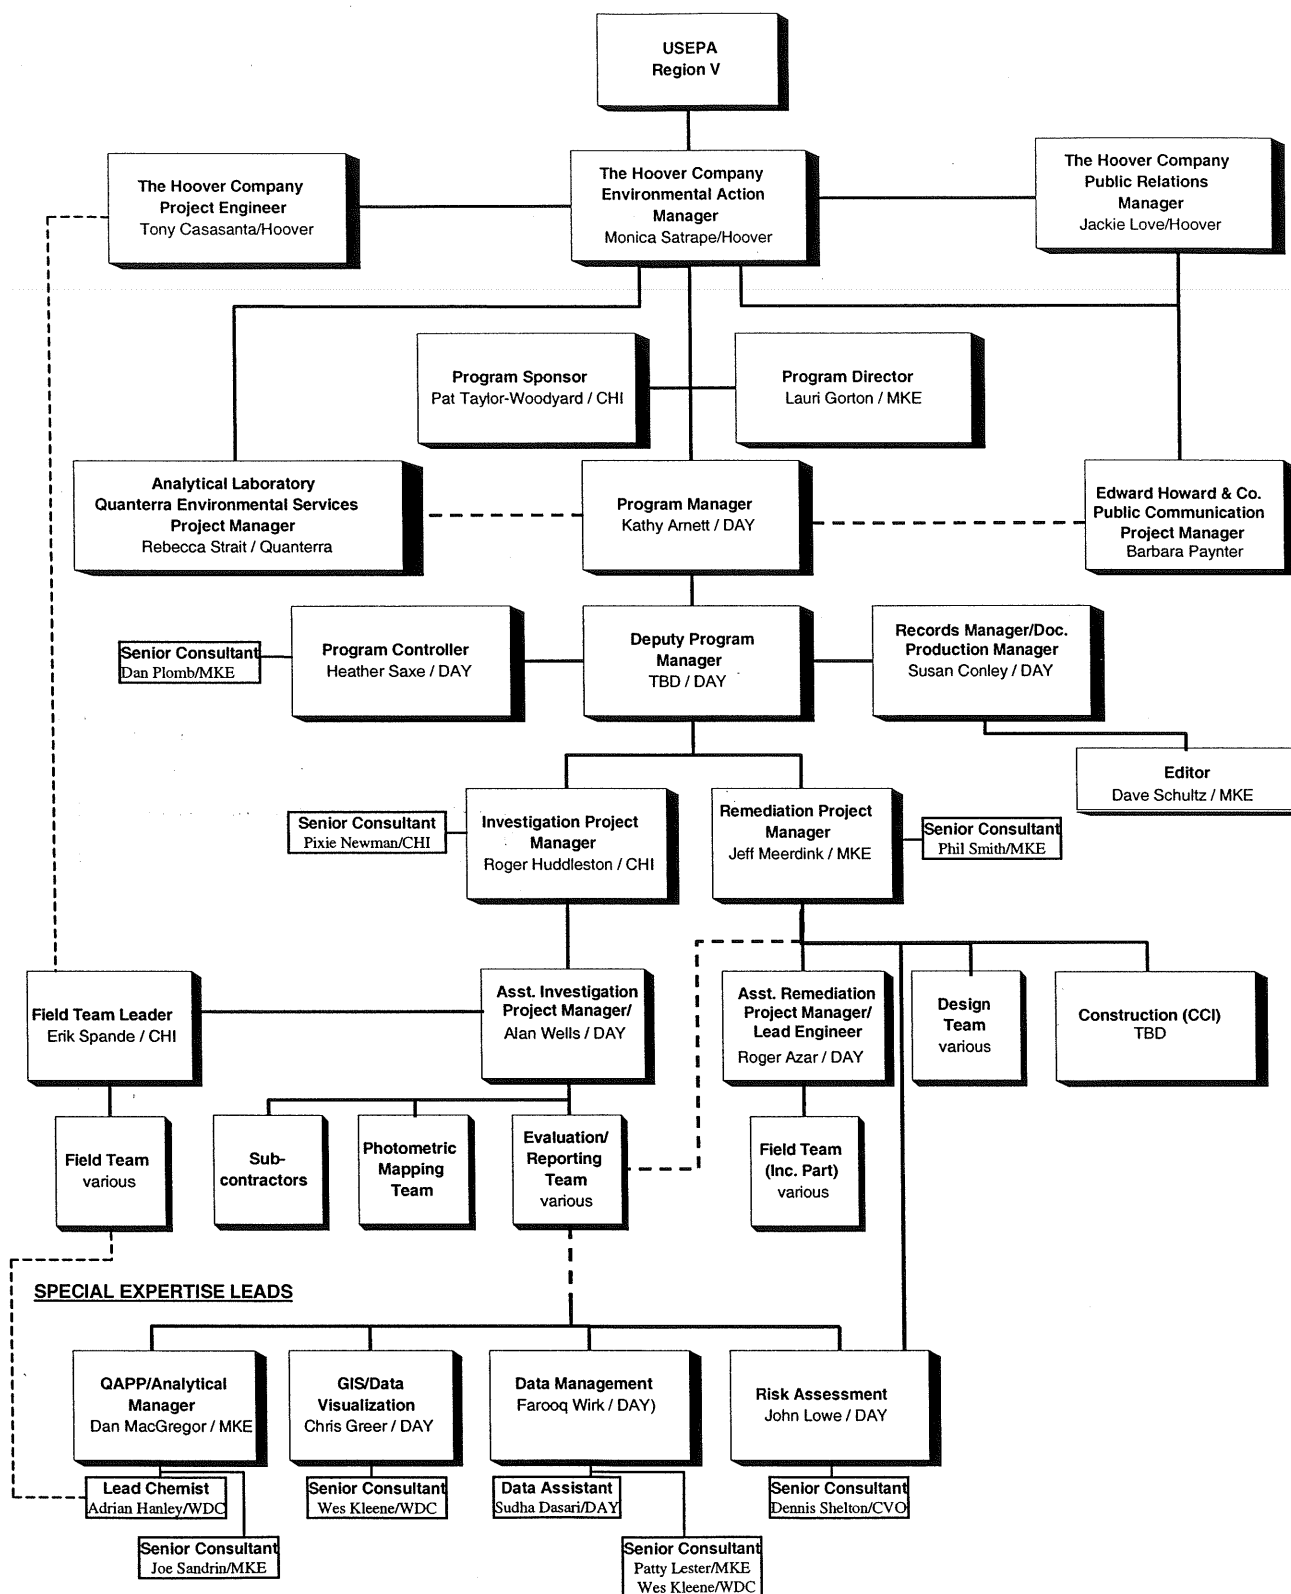 USEPA
Region V
The Hoover Company
Project Engineer
Tony Casasanta/Hoover
The Hoover Company
Environmental Action
Manager
Monica Satrape/Hoover
The Hoover Company
Public Relations
Manager
Jackie Love/Hoover
Program Sponsor
Pat Taylor-Woodyard / CHI
Program Director
Lauri Gorton / MKE
Analytical Laboratory
Quanterra Environmental Services
Project Manager
Rebecca Strait / Quanterra
Program Manager
Kathy Arnett / DAY
Edward Howard & Co.
Public Communication
Project Manager
Barbara Paynter
Senior Consultant
Dan Plomb/MKE
Program Controller
Heather Saxe / DAY
Deputy Program
Manager
TBD / DAY
Records Manager/Doc.
Production Manager
Susan Conley / DAY
Editor
Dave Schultz / MKE
Senior Consultant
Pixie Newman/CHI
Investigation Project
Manager
Roger Huddleston / CHI
Remediation Project
Manager
Jeff Meerdink / MKE
Senior Consultant
Phil Smith/MKE
Field Team Leader
Erik Spande / CHI
Asst. Investigation
Project Manager/
Alan Wells / DAY
Asst. Remediation
Project Manager/
Lead Engineer
Roger Azar / DAY
Design
Team
various
Construction (CCI)
TBD
Field Team
various
Sub-
contractors
Photometric
Mapping
Team
Evaluation/
Reporting
Team
various
Field Team
(Inc. Part)
various
SPECIAL EXPERTISE LEADS
QAPP/Analytical
Manager
Dan MacGregor / MKE
GIS/Data
Visualization
Chris Greer / DAY
Data Management
Farooq Wirk / DAY)
Risk Assessment
John Lowe / DAY
Lead Chemist
Adrian Hanley/WDC
Senior Consultant
Wes Kleene/WDC
Data Assistant
Sudha Dasari/DAY
Senior Consultant
Dennis Shelton/CVO
Senior Consultant
Joe Sandrin/MKE
Senior Consultant
Patty Lester/MKE
Wes Kleene/WDC